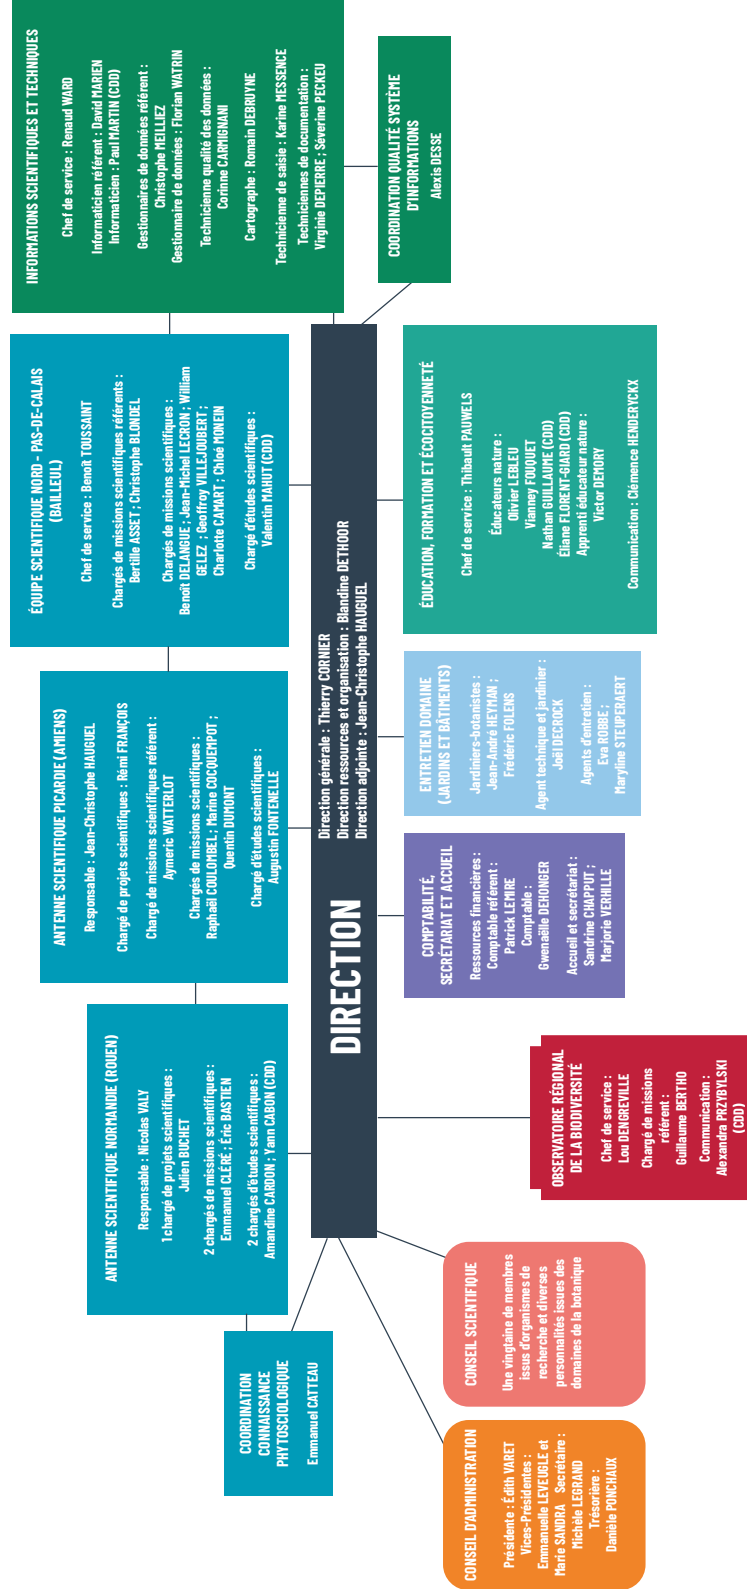 COORDINATION
CONNAISSANCE
PHYTOSCIOLOGIQUE
Emmanuel CATTEAU
ANTENNE SCIENTIFIQUE NORMANDIE (ROUEN)
Responsable : Nicolas VALY
1 chargé de projets scientifiques :
Julien BUCHET
2 chargés de missions scientifiques :
Emmanuel CLÉRÉ ; Éric BASTIEN
2 chargés d'études scientifiques :
Amandine CARDON ; Yann CABON (CDD)
ANTENNE SCIENTIFIQUE PICARDIE (AMIENS)
Responsable : Jean-Christophe HAUGUEL
Chargé de projets scientifiques : Rémi FRANÇOIS
Chargé de missions scientifiques référent :
Aymeric WATTERLOT
Chargés de missions scientifiques :
Raphaël COULOMBEL ; Marine COCQUEMPOT ;
Quentin DUMONT
Chargé d'études scientifiques :
Augustin FONTENELLE
ÉQUIPE SCIENTIFIQUE NORD - PAS-DE-CALAIS
(BAILLEUL)
Chef de service : Benoît TOUSSAINT
Chargés de missions scientifiques référents :
Bertille ASSET ; Christophe BLONDEL
Chargés de missions scientifiques :
Benoît DELANGUE ; Jean-Michel LECRON ; William
GELEZ ; Geoffroy VILLEJOUBERT ;
Charlotte CAMART ; Chloé MONEIN
Chargé d'études scientifiques :
Valentin MAHUT (CDD)
INFORMATIONS SCIENTIFIQUES ET TECHNIQUES
Chef de service : Renaud WARD
Informaticien référent : David MARIEN
Informaticien : Paul MARTIN (CDD)
Gestionnaires de données référent :
Christophe MEILLIEZ
Gestionnaire de données : Florian WATRIN
Technicienne qualité des données :
Corinne CARMIGNANI
Cartographe : Romain DEBRUYNE
Technicienne de saisie : Karine MESSENCE
Techniciennes de documentation :
Virginie DEPIERRE ; Séverine PECKEU
DIRECTION
Direction générale : Thierry CORNIER
Direction ressources et organisation : Blandine DETHOOR
Direction adjointe : Jean-Christophe HAUGUEL
COORDINATION QUALITÉ SYSTÈME
D'INFORMATIONS
Alexis DESSE
CONSEIL D'ADMINISTRATION
Présidente : Édith VARET
Vices-Présidentes :
Emmanuelle LEVEUGLE et
Marie SANDRA Secrétaire :
Michèle LEGRAND
Trésorière :
Danièle PONCHAUX
CONSEIL SCIENTIFIQUE
Une vingtaine de membres
issus d'organismes de
recherche et diverses
personnalités issues des
domaines de la botanique
OBSERVATOIRE RÉGIONAL
DE LA BIODIVERSITÉ
Chef de service :
Lou DENGREVILLE
Chargé de missions
référent :
Guillaume BERTHO
Communication :
Alexandra PRZYBYLSKI
(CDD)
COMPTABILITÉ,
SECRÉTARIAT ET ACCUEIL
Ressources financières :
Comptable référent :
Patrick LEMIRE
Comptable :
Gwenaëlle DEHONGER
Accueil et secrétariat :
Sandrine CHAPPUT ;
Marjorie VERHILLE
ENTRETIEN DOMAINE
(JARDINS ET BÂTIMENTS)
Jardiniers-botanistes :
Jean-André HEYMAN ;
Frédéric FOLENS
Agent technique et jardinier :
Joël DECROCK
Agents d'entretien :
Eva ROBBE ;
Maryline STEUPERAERT
ÉDUCATION, FORMATION ET ÉCOCITOYENNETÉ
Chef de service : Thibault PAUWELS
Éducateurs nature :
Olivier LEBLEU
Vianney FOUQUET
Nathan GUILLAUME (CDD)
Éliane FLORENT-GIARD (CDD)
Apprenti éducateur nature :
Victor DEMORY
Communication : Clémence HENDERYCKX